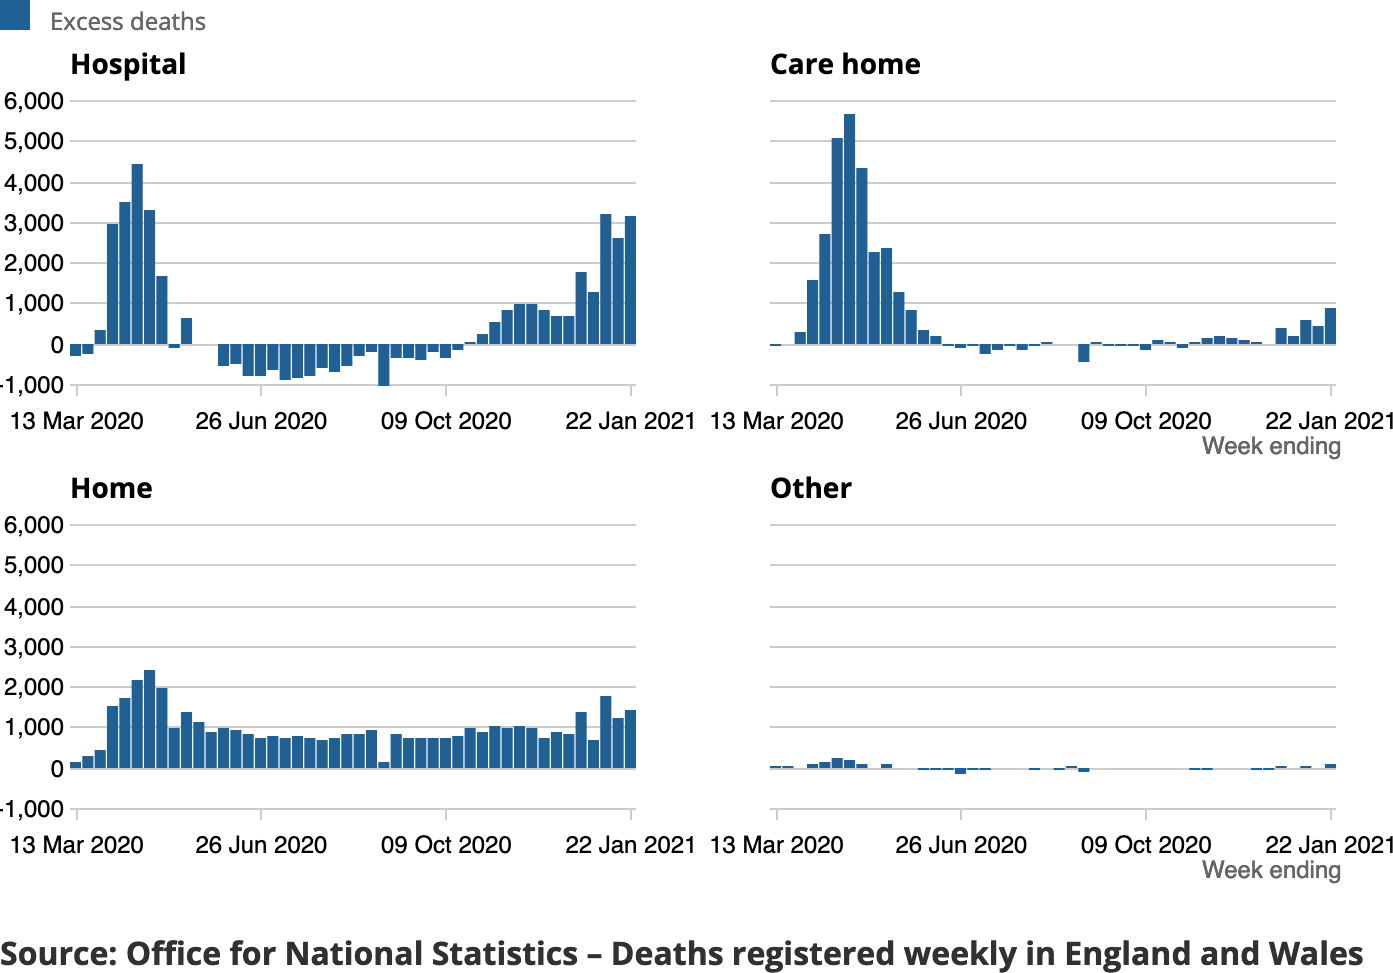 Excess deaths
Hospital
Care home
6,000
5,000
4,000
3,000
2,000
1,000
0
-1,000
13 Mar 2020 26 Jun 2020 09 Oct 2020 22 Jan 2021
13 Mar 2020 26 Jun 2020 09 Oct 2020 22 Jan 2021
Week ending
Home
Other
6,000
5,000
4,000
3,000
2,000
1,000
0
-1,000
13 Mar 2020 26 Jun 2020 09 Oct 2020 22 Jan 2021
13 Mar 2020 26 Jun 2020 09 Oct 2020 22 Jan 2021
Week ending
Source: Office for National Statistics – Deaths registered weekly in England and Wales